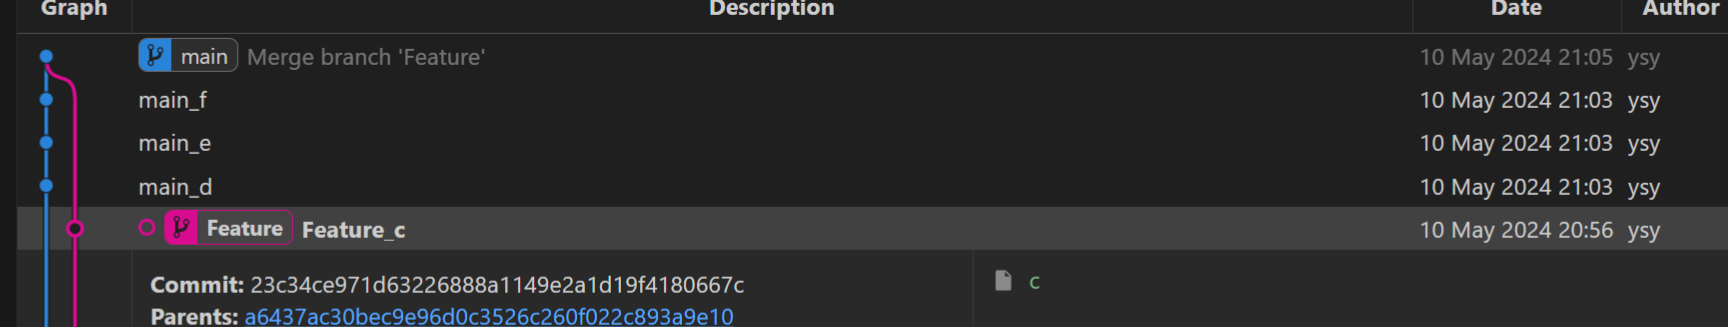 Graph Description Date Author
main Merge branch 'Feature' 10 May 2024 21:05 ysy
main_f 10 May 2024 21:03 ysy
main_e 10 May 2024 21:03 ysy
main_d 10 May 2024 21:03 ysy
Feature Feature_c 10 May 2024 20:56 ysy
Commit: 23c34ce971d63226888a1149e2a1d19f4180667c c
Parents: a6437ac30bec9e96d0c3526c260f022c893a9e10